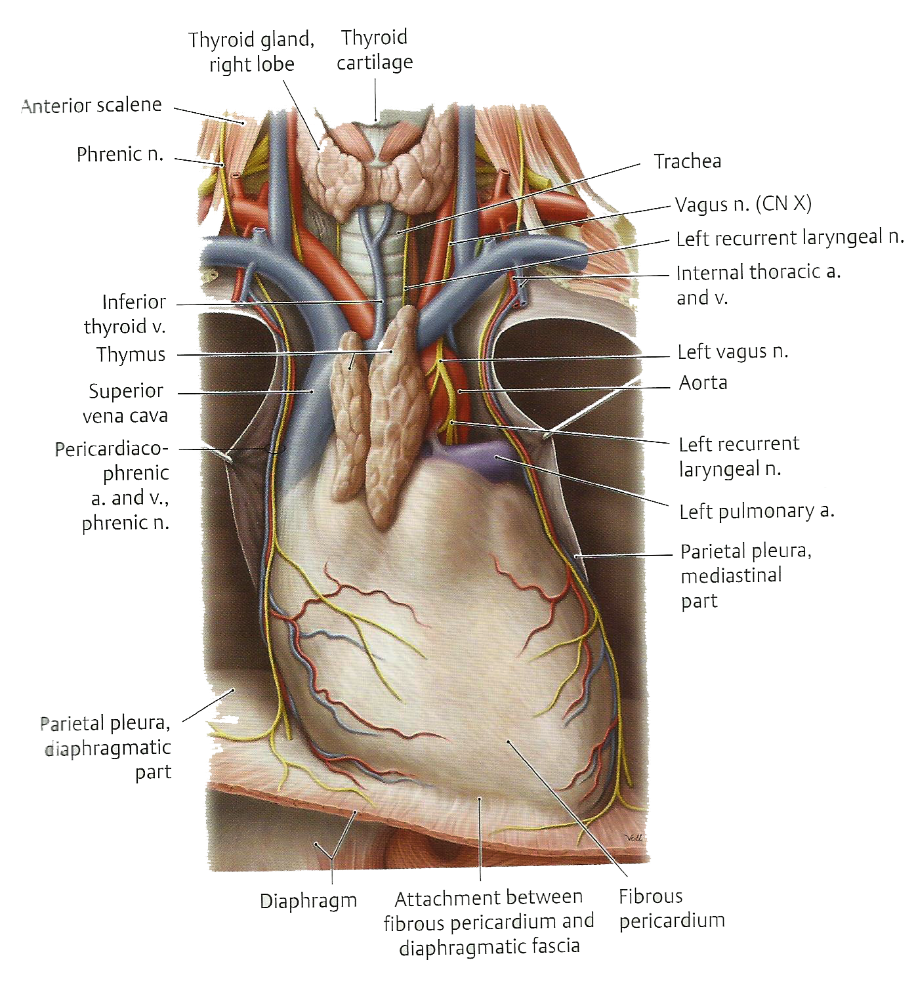 Thyroid gland,
right lobe
Thyroid
cartilage
Anterior scalene
Phrenic n.
Inferior
thyroid v.
Thymus
Superior
vena cava
Pericardiaco-
phrenic
a. and v.,
phrenic n.
Parietal pleura,
diaphragmatic
part
Trachea
Vagus n. (CN X)
Left recurrent laryngeal n.
Internal thoracic a.
and v.
Left vagus n.
Aorta
Left recurrent
laryngeal n.
Left pulmonary a.
Parietal pleura,
mediastinal
part
Voll
Diaphragm
Attachment between
fibrous pericardium and
diaphragmatic fascia
Fibrous
pericardium